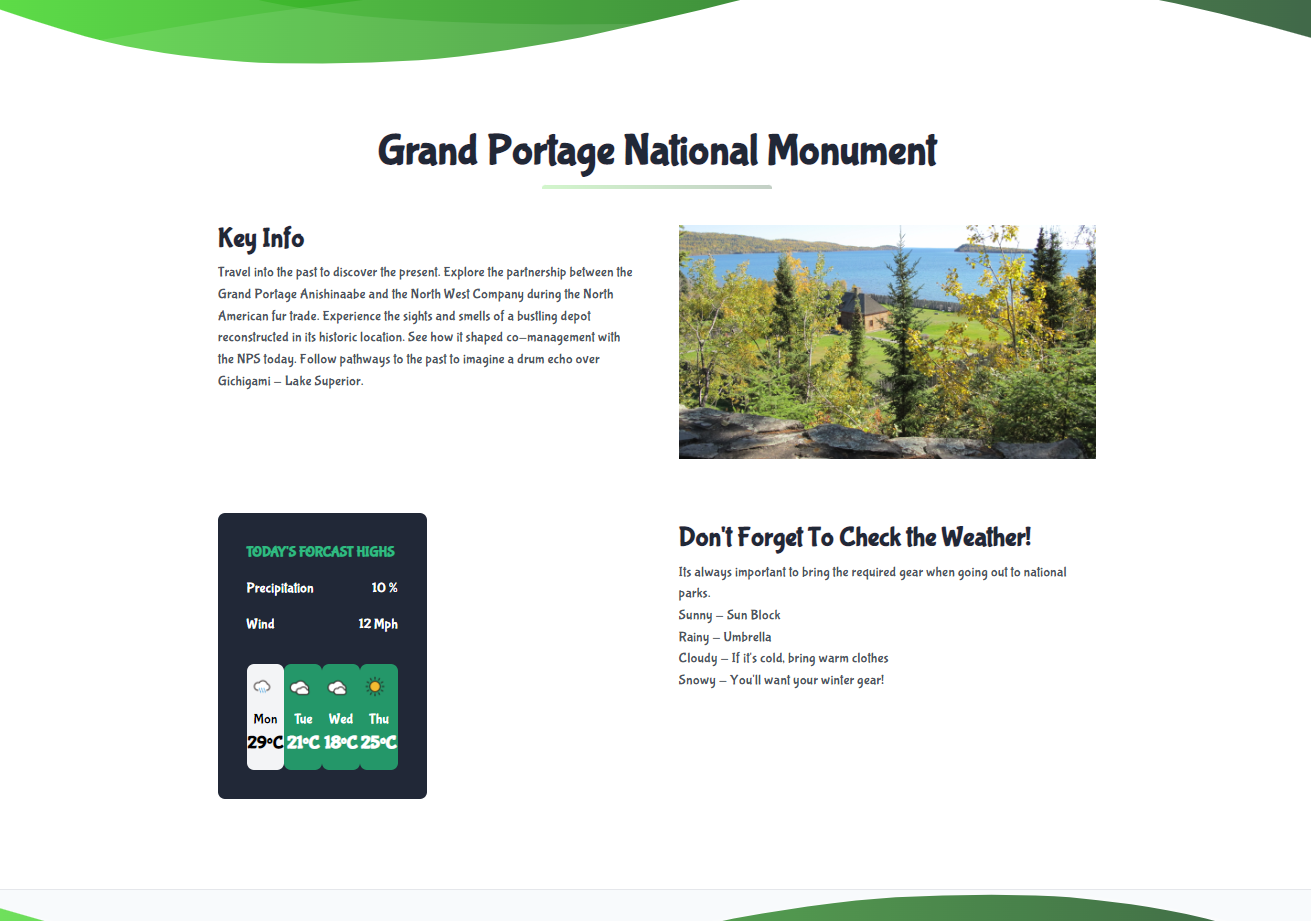 Grand Portage National Monument
Key Info
Travel into the past to discover the present. Explore the partnership between the
Grand Portage Anishinaabe and the North West Company during the North
American fur trade. Experience the sights and smells of a bustling depot
reconstructed in its historic location. See how it shaped co-management with
the NPS today. Follow pathways to the past to imagine a drum echo over
Gichigami - Lake Superior.
TODAY'S FORCAST HIGHS
Precipitation 10 %
Wind 12 Mph
Mon Tue Wed Thu
29ºC 21ºC 18ºC 25ºC
Don't Forget To Check the Weather!
Its always important to bring the required gear when going out to national
parks.
Sunny - Sun Block
Rainy - Umbrella
Cloudy - If it's cold, bring warm clothes
Snowy - You'll want your winter gear!